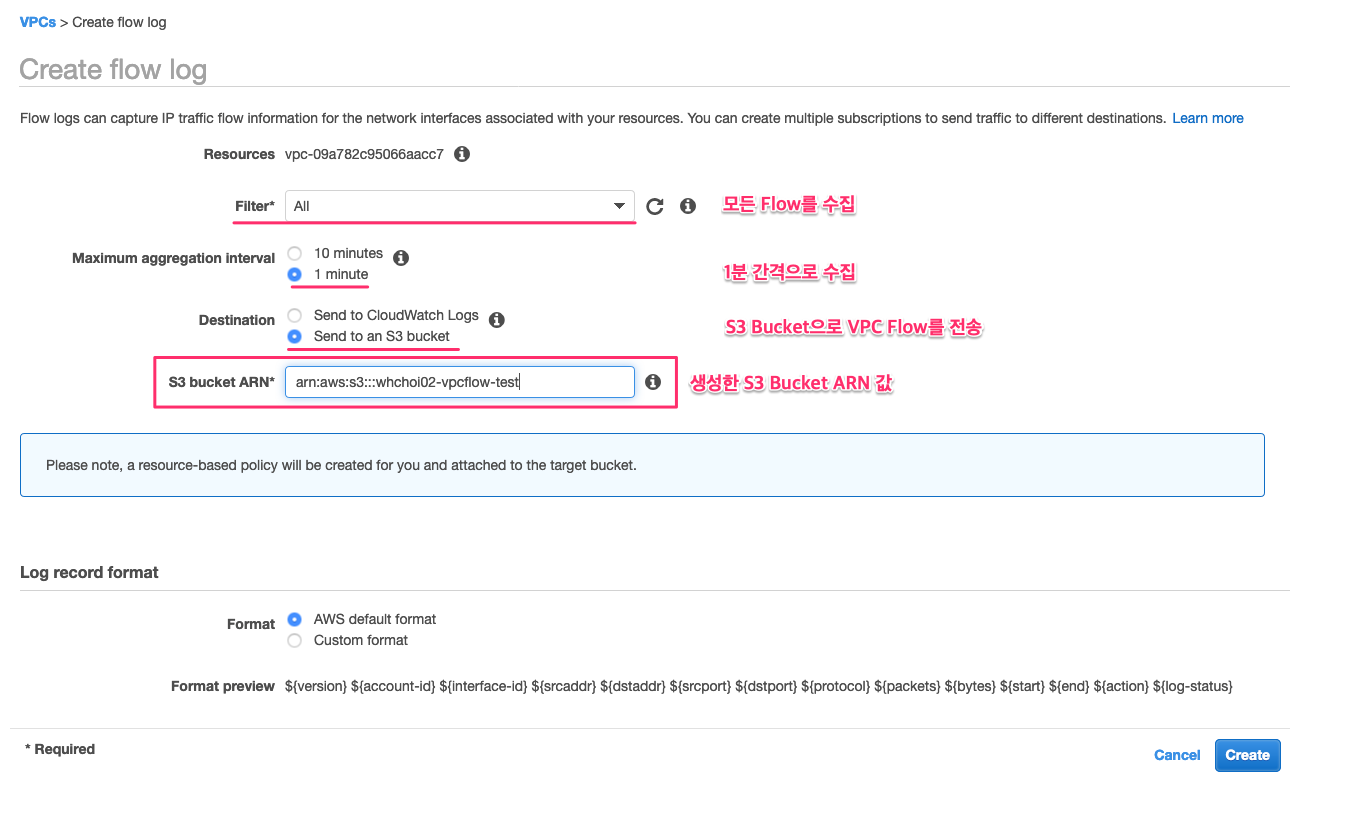 VPCs > Create flow log
Create flow log
Flow logs can capture IP traffic flow information for the network interfaces associated with your resources. You can create multiple subscriptions to send traffic to different destinations. Learn more
Resources vpc-09a782c95066aacc7
Filter* All 모든 Flow를 수집
Maximum aggregation interval 10 minutes
1 minute 1분 간격으로 수집
Destination Send to CloudWatch Logs
Send to an S3 bucket S3 Bucket으로 VPC Flow를 전송
S3 bucket ARN* arn:aws:s3:::whchoi02-vpcflow-test 생성한 S3 Bucket ARN 값
Please note, a resource-based policy will be created for you and attached to the target bucket.
Log record format
Format AWS default format
Custom format
Format preview ${version} ${account-id} ${interface-id} ${srcaddr} ${dstaddr} ${srcport} ${dstport} ${protocol} ${packets} ${bytes} ${start} ${end} ${action} ${log-status}
* Required
Cancel Create